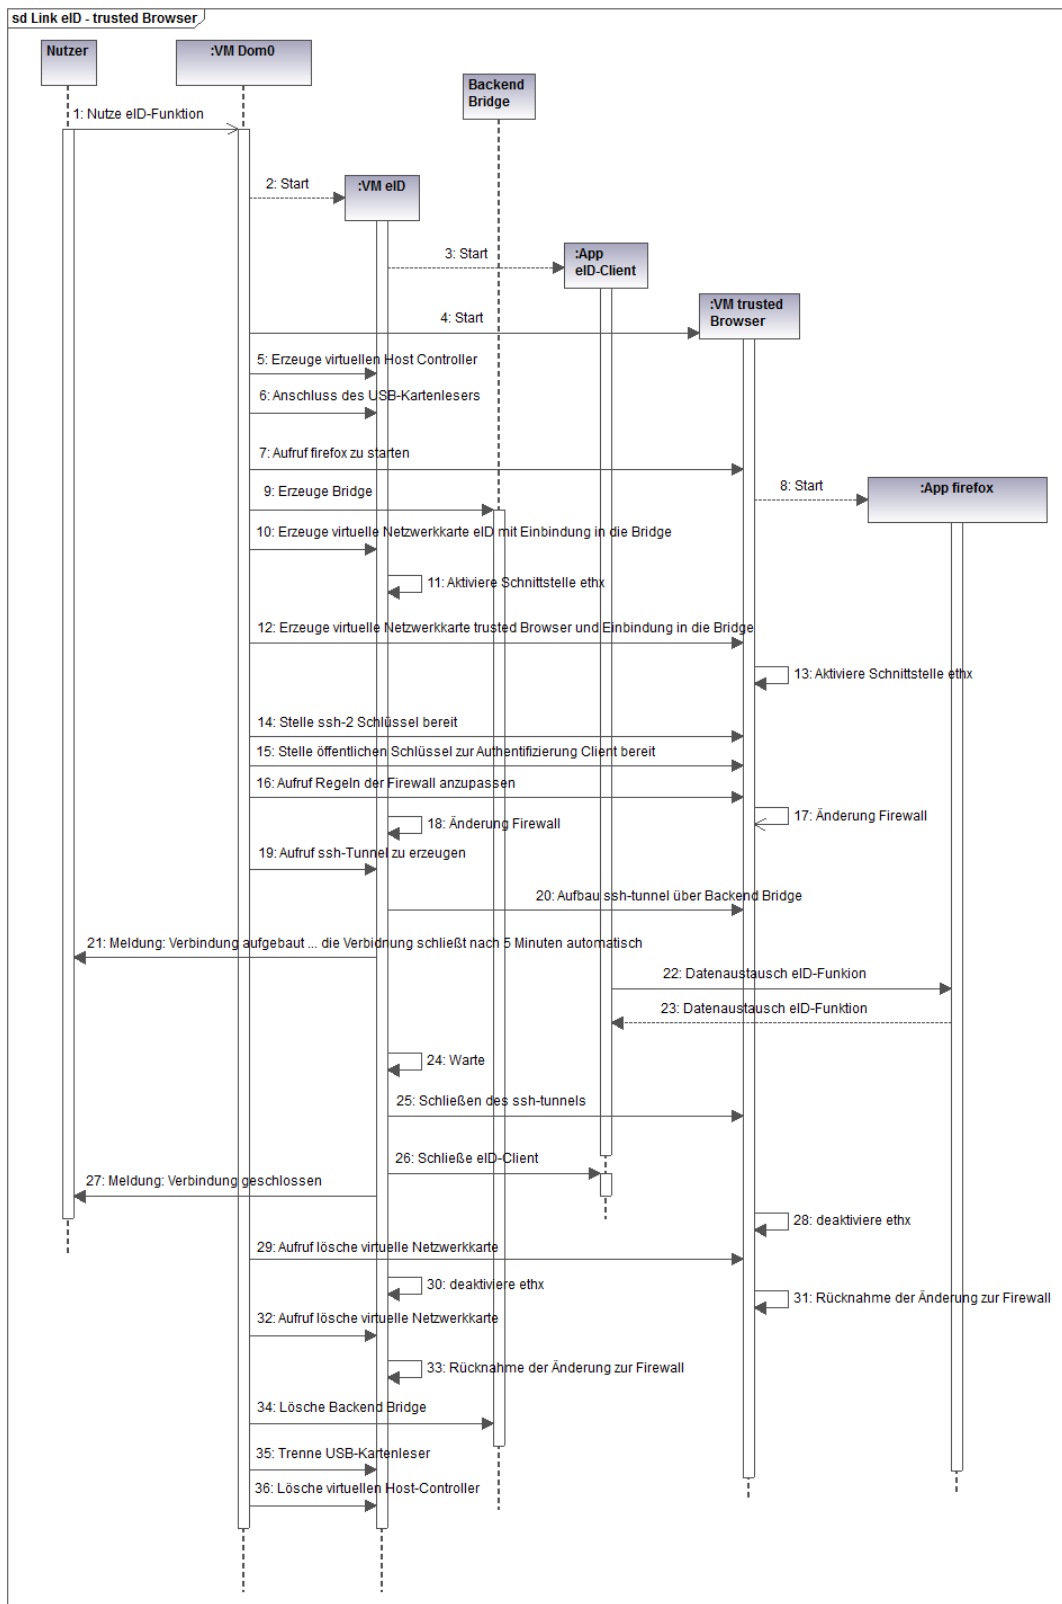 sd Link eID - trusted Browser
Nutzer
:VM Dom0
Backend
Bridge
1: Nutze eID-Funktion
2: Start
:VM eID
3: Start
:App
eID-Client
4: Start
:VM trusted
Browser
5: Erzeuge virtuellen Host Controller
6: Anschluss des USB-Kartenlesers
7: Aufruf firefox zu starten
8: Start
:App firefox
9: Erzeuge Bridge
10: Erzeuge virtuelle Netzwerkkarte eID mit Einbindung in die Bridge
11: Aktiviere Schnittstelle ethx
12: Erzeuge virtuelle Netzwerkkarte trusted Browser und Einbindung in die Bridge
13: Aktiviere Schnittstelle ethx
14: Stelle ssh-2 Schlüssel bereit
15: Stelle öffentlichen Schlüssel zur Authentifizierung Client bereit
16: Aufruf Regeln der Firewall anzupassen
17: Änderung Firewall
18: Änderung Firewall
19: Aufruf ssh-Tunnel zu erzeugen
20: Aufbau ssh-tunnel über Backend Bridge
21: Meldung: Verbindung aufgebaut ... die Verbidnung schließt nach 5 Minuten automatisch
22: Datenaustausch eID-Funkion
23: Datenaustausch eID-Funktion
24: Warte
25: Schließen des ssh-tunnels
26: Schließe eID-Client
27: Meldung: Verbindung geschlossen
28: deaktiviere ethx
29: Aufruf lösche virtuelle Netzwerkkarte
30: deaktiviere ethx
31: Rücknahme der Änderung zur Firewall
32: Aufruf lösche virtuelle Netzwerkkarte
33: Rücknahme der Änderung zur Firewall
34: Lösche Backend Bridge
35: Trenne USB-Kartenleser
36: Lösche virtuellen Host-Controller